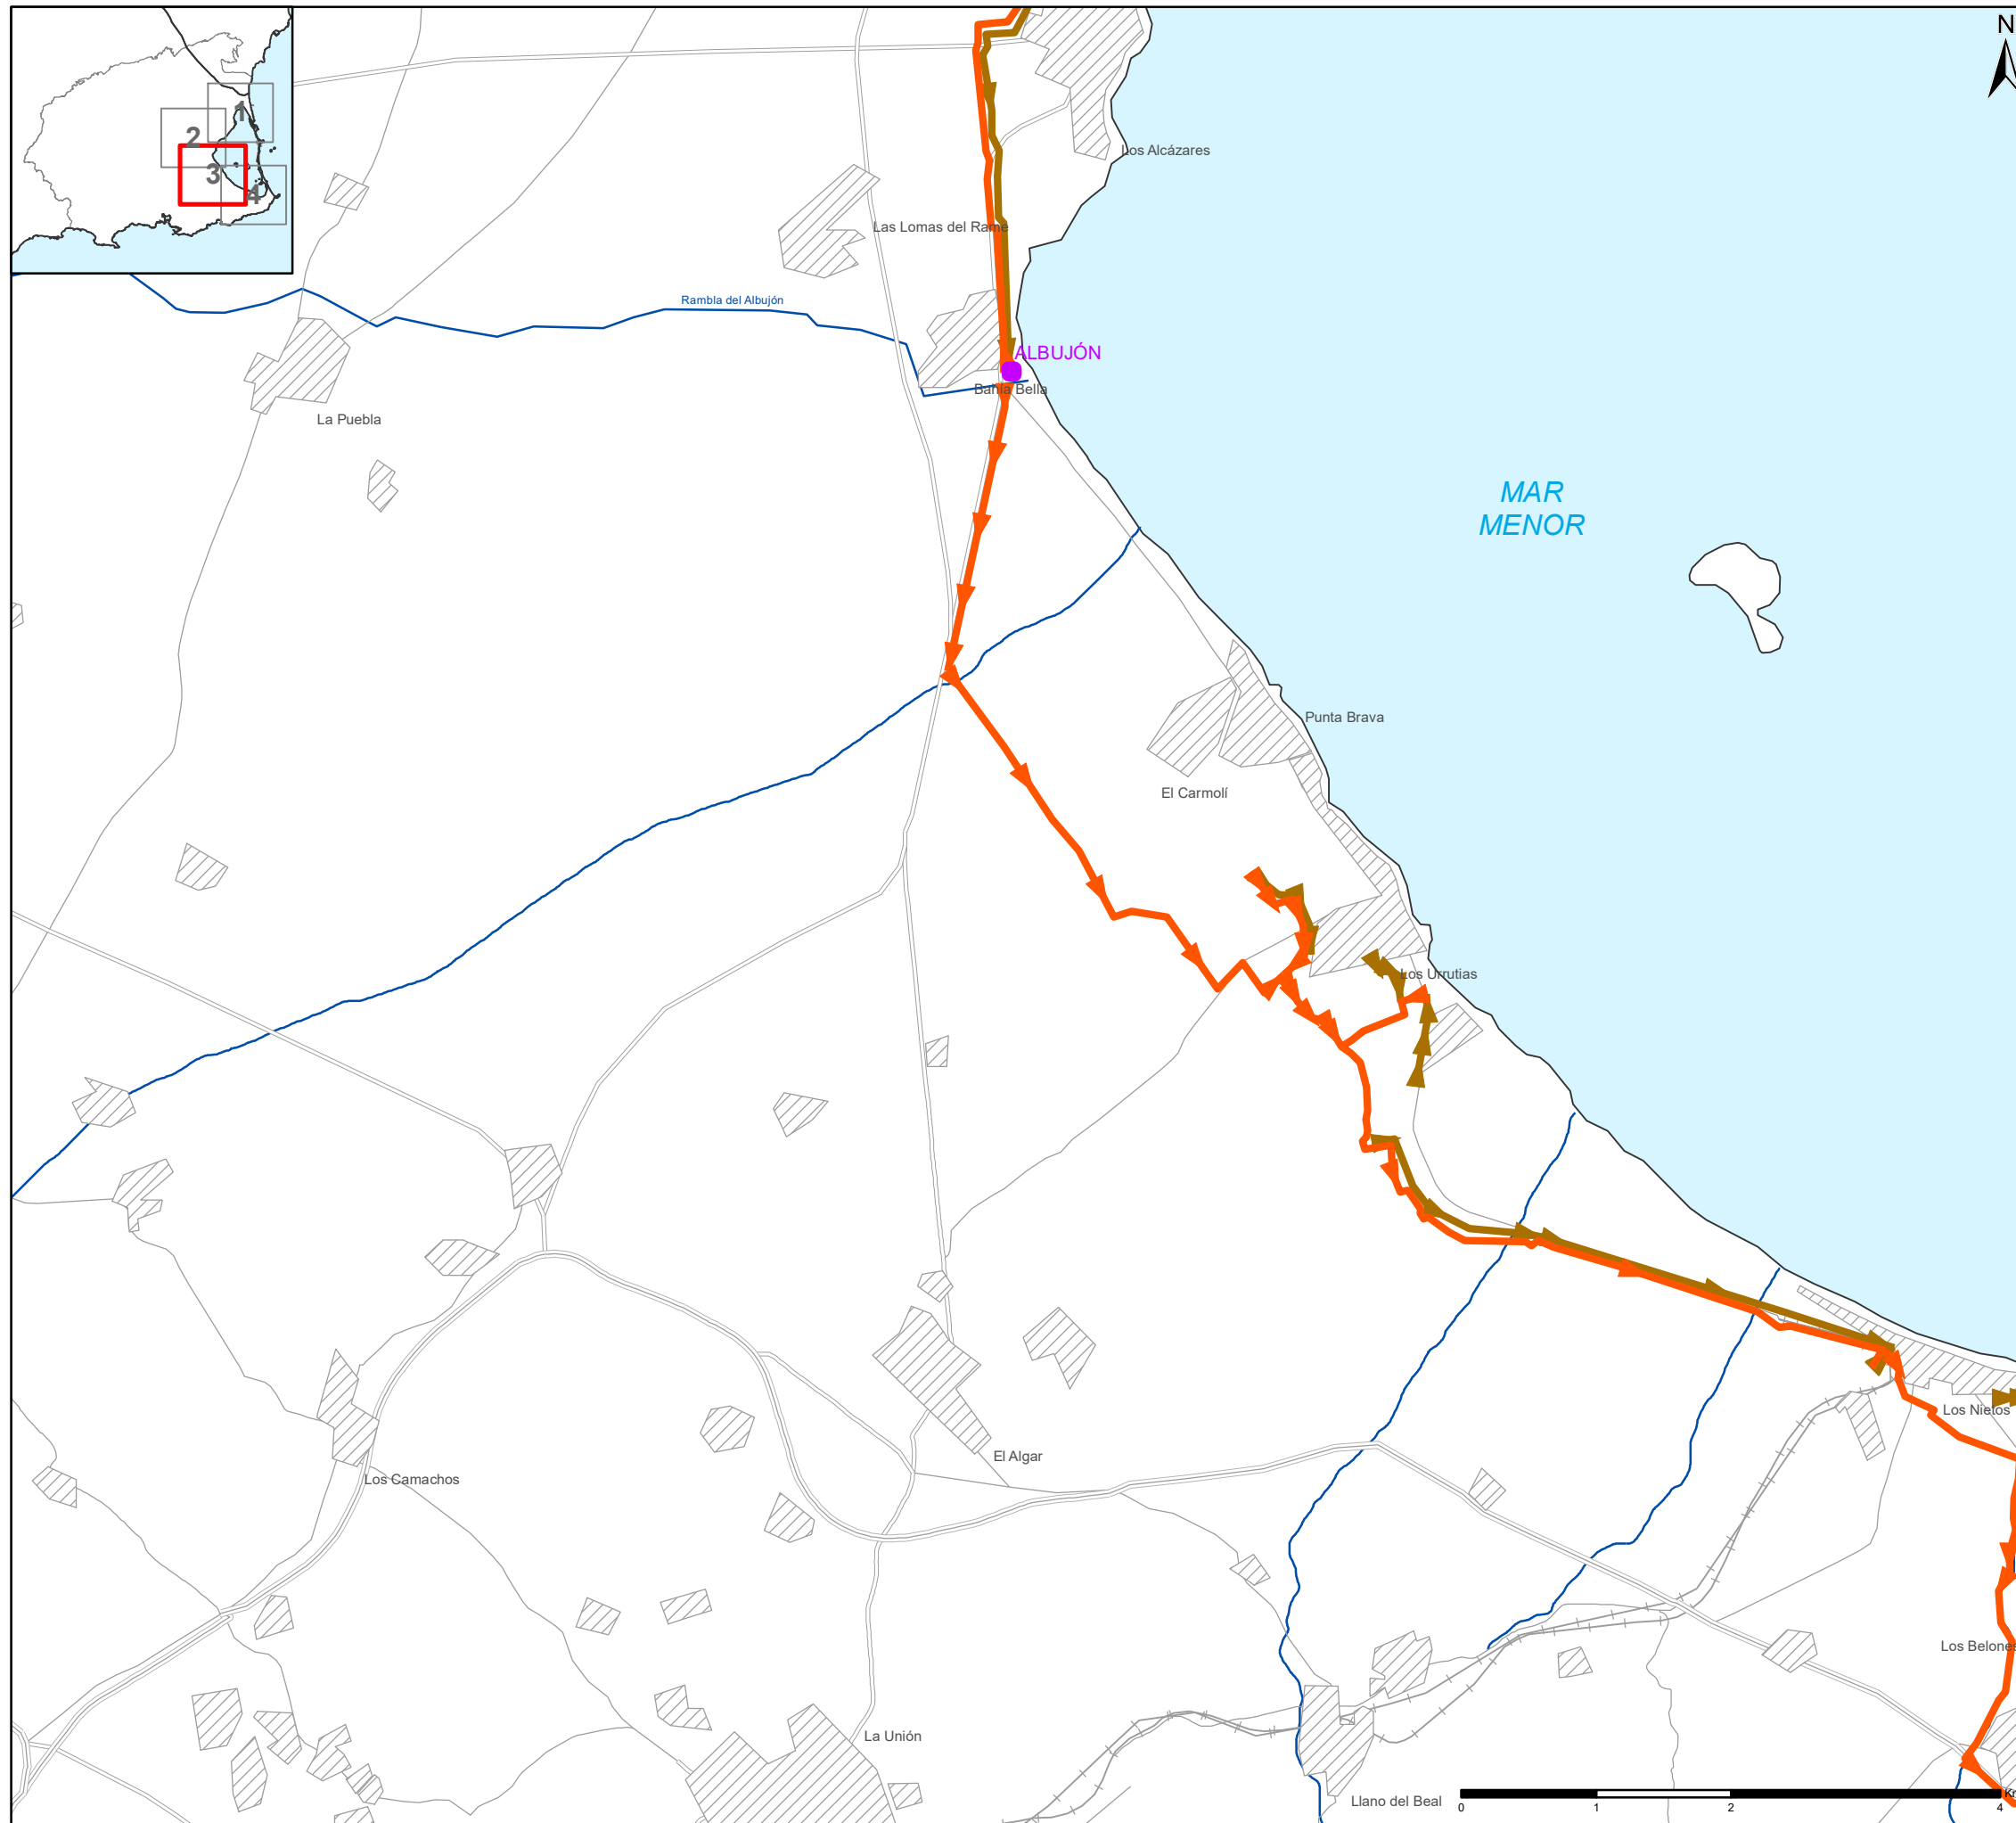 N
1
2
3
4
Los Alcázares
Las Lomas del Rame
Rambla del Albujón
ALBUJÓN
Bahía Bella
La Puebla
MAR
MENOR
Punta Brava
El Carmolí
Los Urrutias
Los Nietos
El Algar
Los Camachos
Los Belones
La Unión
Llano del Beal
0
1
2
4